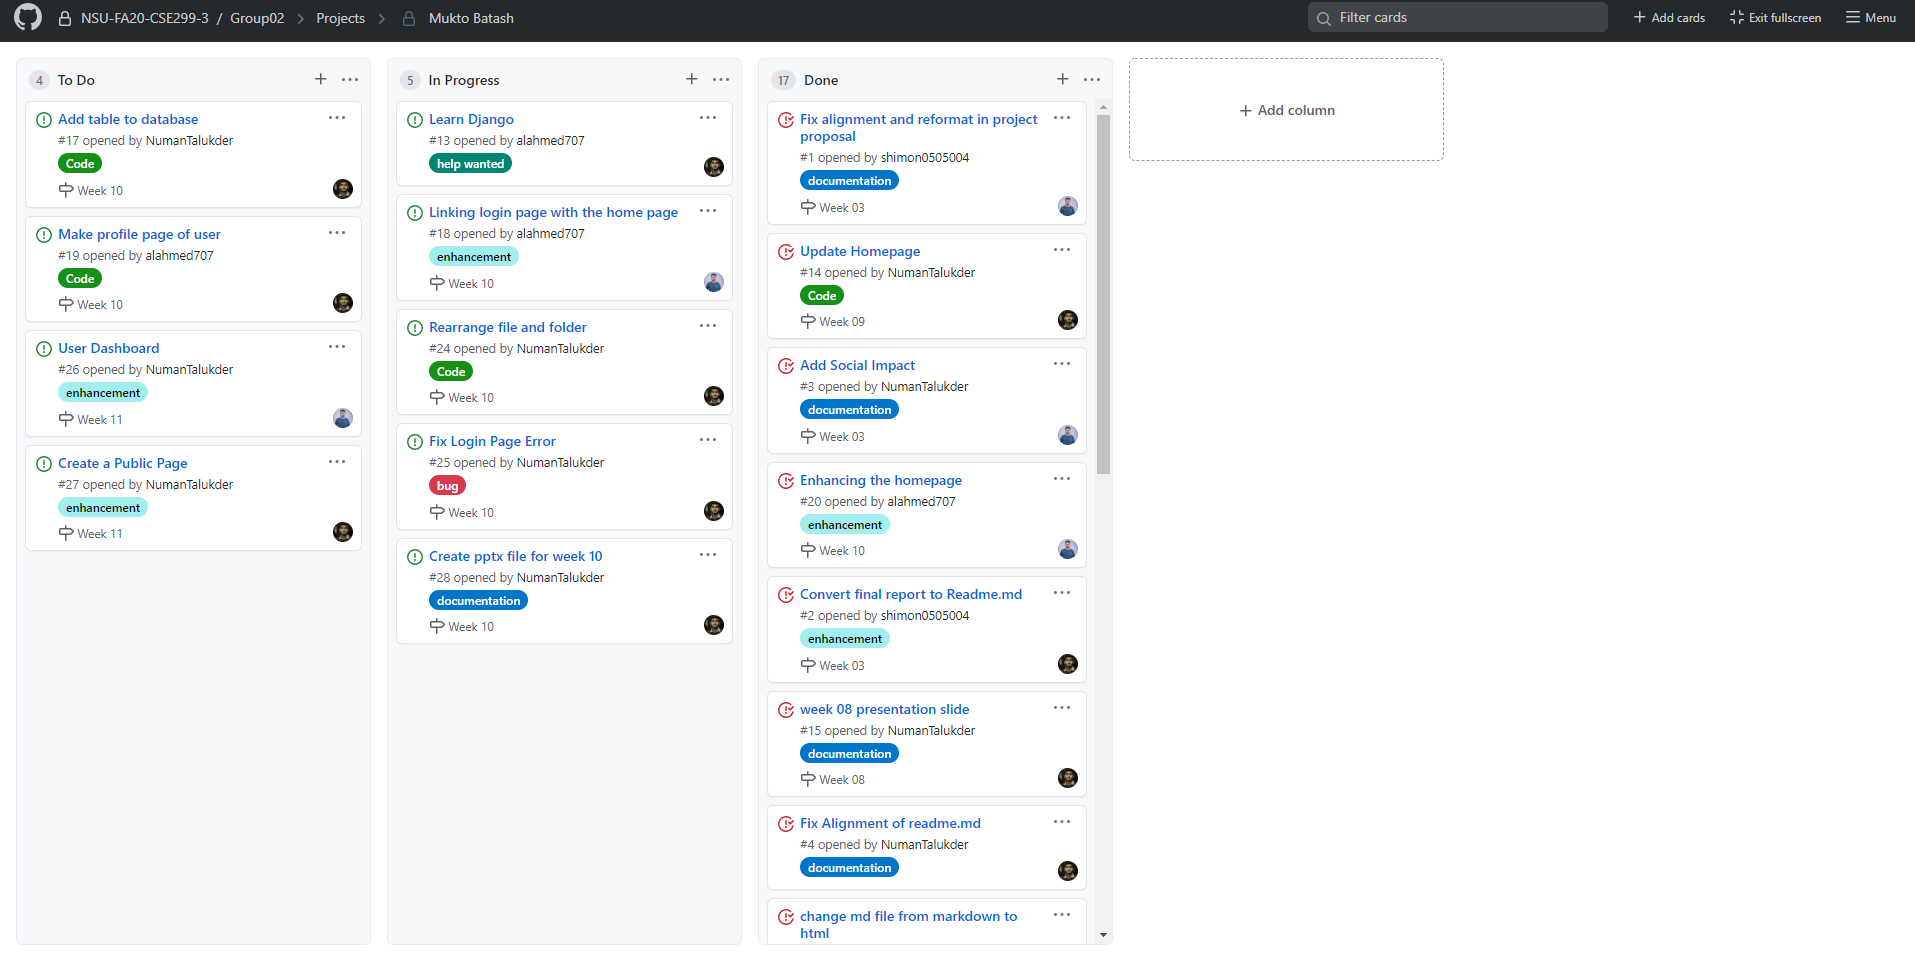 NSU-FA20-CSE299-3 / Group02 Projects Mukto Batash
Filter cards
Add cards
Exit fullscreen
Menu
4 To Do
Add table to database
#17 opened by NumanTalukder
Code
Week 10
Make profile page of user
#19 opened by alahmed707
Code
Week 10
User Dashboard
#26 opened by NumanTalukder
enhancement
Week 11
Create a Public Page
#27 opened by NumanTalukder
enhancement
Week 11
5 In Progress
Learn Django
#13 opened by alahmed707
help wanted
Linking login page with the home page
#18 opened by alahmed707
enhancement
Week 10
Rearrange file and folder
#24 opened by NumanTalukder
Code
Week 10
Fix Login Page Error
#25 opened by NumanTalukder
bug
Week 10
Create pptx file for week 10
#28 opened by NumanTalukder
documentation
Week 10
17 Done
Fix alignment and reformat in project
proposal
#1 opened by shimon0505004
documentation
Week 03
Update Homepage
#14 opened by NumanTalukder
Code
Week 09
Add Social Impact
#3 opened by NumanTalukder
documentation
Week 03
Enhancing the homepage
#20 opened by alahmed707
enhancement
Week 10
Convert final report to Readme.md
#2 opened by shimon0505004
enhancement
Week 03
week 08 presentation slide
#15 opened by NumanTalukder
documentation
Week 08
Fix Alignment of readme.md
#4 opened by NumanTalukder
documentation
change md file from markdown to
html
Add column